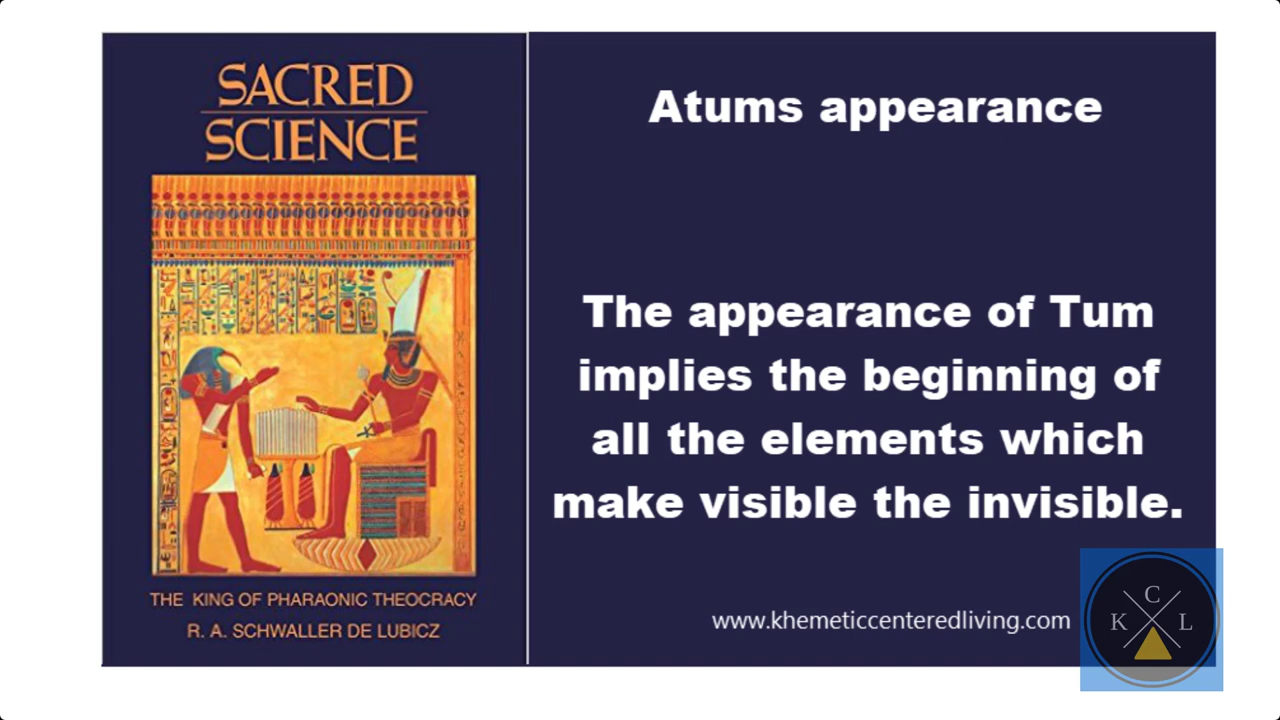 SACRED
SCIENCE
THE KING OF PHARAONIC THEOCRACY
R. A. SCHWALLER DE LUBICZ
Atums appearance
The appearance of Tum
implies the beginning of
all the elements which
make visible the invisible.
www.khemeticcenteredliving.com
C
K L